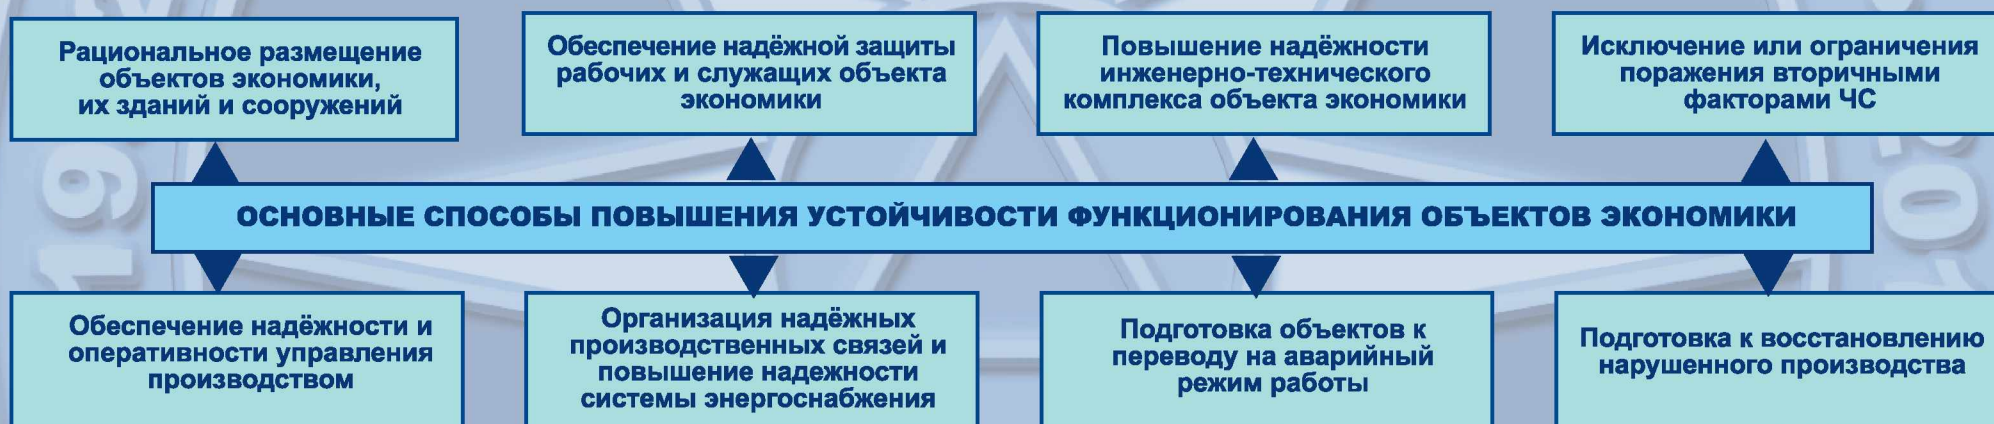 Рациональное размещение
объектов экономики,
их зданий и сооружений
Обеспечение надёжной защиты
рабочих и служащих объекта
экономики
Повышение надёжности
инженерно-технического
комплекса объекта экономики
Исключение или ограничения
поражения вторичными
факторами ЧС
ОСНОВНЫЕ СПОСОБЫ ПОВЫШЕНИЯ УСТОЙЧИВОСТИ ФУНКЦИОНИРОВАНИЯ ОБЪЕКТОВ ЭКОНОМИКИ
Обеспечение надёжности и
оперативности управления
производством
Организация надёжных
производственных связей и
повышение надежности
системы энергоснабжения
Подготовка объектов к
переводу на аварийный
режим работы
Подготовка к восстановлению
нарушенного производства